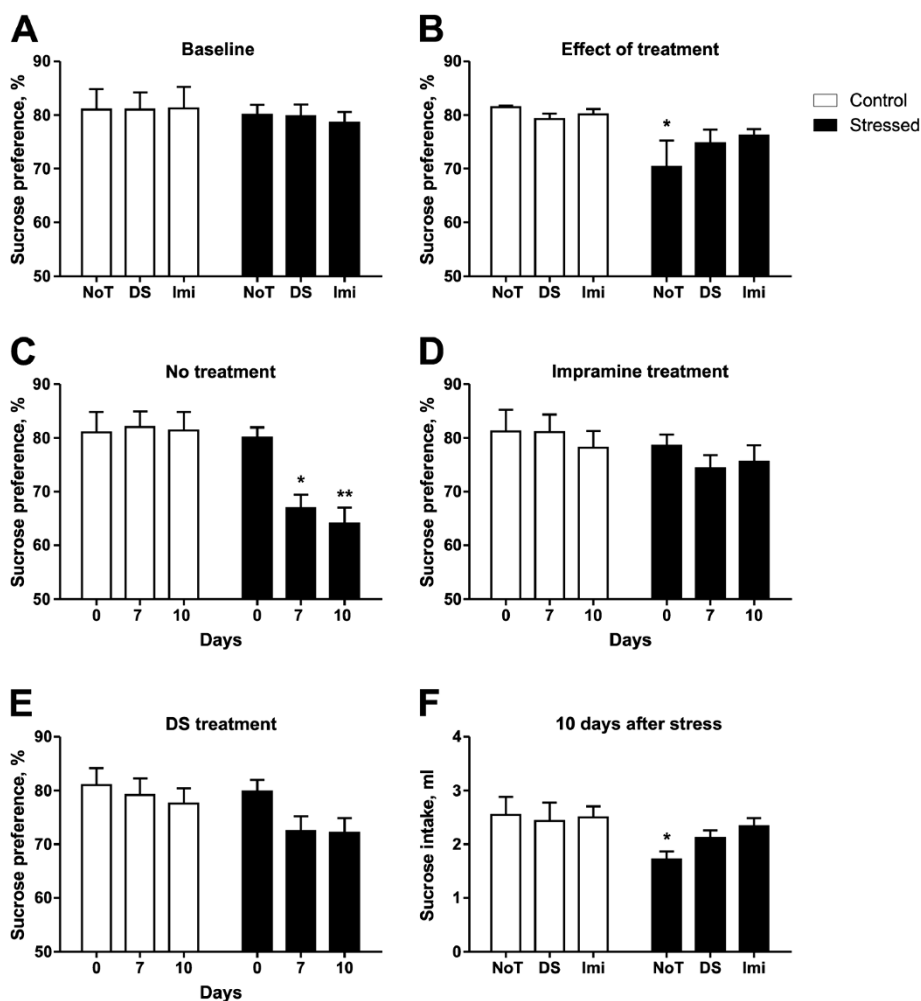 A
Baseline
Sucrose preference, %
90
80
70
60
50
NoT DS Imi NoT DS Imi
B
Effect of treatment
Sucrose preference, %
90
80
70
60
50
*
NoT DS Imi NoT DS Imi
Control
Stressed
C
No treatment
Sucrose preference, %
90
80
70
60
50
* **
0 7 10 0 7 10
Days
D
Impramine treatment
Sucrose preference, %
90
80
70
60
50
0 7 10 0 7 10
Days
E
DS treatment
Sucrose preference, %
90
80
70
60
50
0 7 10 0 7 10
Days
F
10 days after stress
Sucrose intake, ml
4
3
2
1
0
*
NoT DS Imi NoT DS Imi